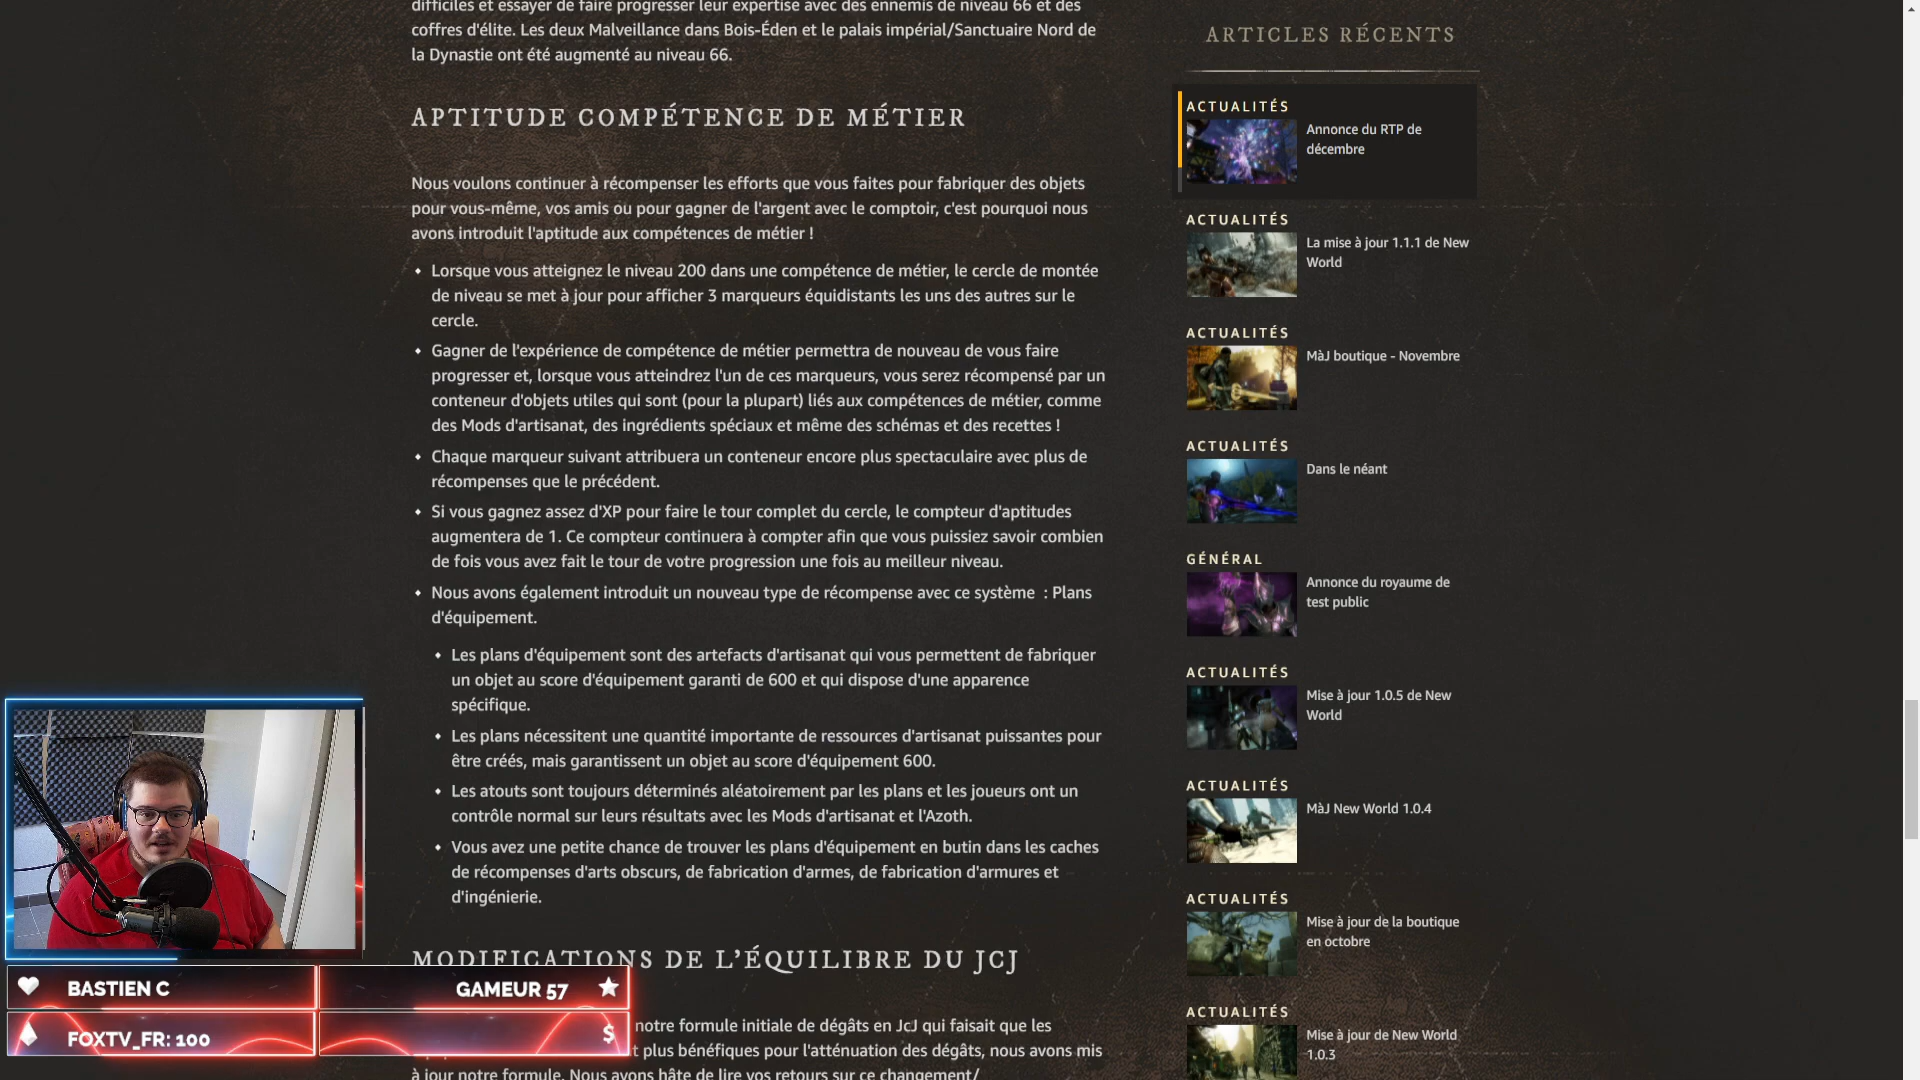 difficiles et essayer de faire progresser leur expertise avec des ennemis de niveau 66 et des
coffres d'élite. Les deux Malveillance dans Bois-Éden et le palais impérial/Sanctuaire Nord de
la Dynastie ont été augmenté au niveau 66.
APTITUDE COMPÉTENCE DE MÉTIER
Nous voulons continuer à récompenser les efforts que vous faites pour fabriquer des objets
pour vous-même, vos amis ou pour gagner de l'argent avec le comptoir, c'est pourquoi nous
avons introduit l'aptitude aux compétences de métier !
Lorsque vous atteignez le niveau 200 dans une compétence de métier, le cercle de montée
de niveau se met à jour pour afficher 3 marqueurs équidistants les uns des autres sur le
cercle.
Gagner de l'expérience de compétence de métier permettra de nouveau de vous faire
progresser et, lorsque vous atteindrez l'un de ces marqueurs, vous serez récompensé par un
conteneur d'objets utiles qui sont (pour la plupart) liés aux compétences de métier, comme
des Mods d'artisanat, des ingrédients spéciaux et même des schémas et des recettes !
Chaque marqueur suivant attribuera un conteneur encore plus spectaculaire avec plus de
récompenses que le précédent.
Si vous gagnez assez d'XP pour faire le tour complet du cercle, le compteur d'aptitudes
augmentera de 1. Ce compteur continuera à compter afin que vous puissiez savoir combien
de fois vous avez fait le tour de votre progression une fois au meilleur niveau.
Nous avons également introduit un nouveau type de récompense avec ce système : Plans
d'équipement.
Les plans d'équipement sont des artefacts d'artisanat qui vous permettent de fabriquer
un objet au score d'équipement garanti de 600 et qui dispose d'une apparence
spécifique.
Les plans nécessitent une quantité importante de ressources d'artisanat puissantes pour
être créés, mais garantissent un objet au score d'équipement 600.
Les atouts sont toujours déterminés aléatoirement par les plans et les joueurs ont un
contrôle normal sur leurs résultats avec les Mods d'artisanat et l'Azoth.
Vous avez une petite chance de trouver les plans d'équipement en butin dans les caches
de récompenses d'arts obscurs, de fabrication d'armes, de fabrication d'armures et
d'ingénierie.
MODIFICATIONS DE L'ÉQUILIBRE DU JCJ
notre formule initiale de dégâts en JcJ qui faisait que les
t plus bénéfiques pour l'atténuation des dégâts, nous avons mis
à jour notre formule. Nous avons hâte de lire vos retours sur ce changement/
ARTICLES RÉCENTS
ACTUALITÉS
Annonce du RTP de
décembre
ACTUALITÉS
La mise à jour 1.1.1 de New
World
ACTUALITÉS
MàJ boutique - Novembre
ACTUALITÉS
Dans le néant
GÉNÉRAL
Annonce du royaume de
test public
ACTUALITÉS
Mise à jour 1.0.5 de New
World
ACTUALITÉS
MàJ New World 1.0.4
ACTUALITÉS
Mise à jour de la boutique
en octobre
ACTUALITÉS
Mise à jour de New World
1.0.3
BASTIEN C
GAMEUR 57
FOXTV_FR: 100
$